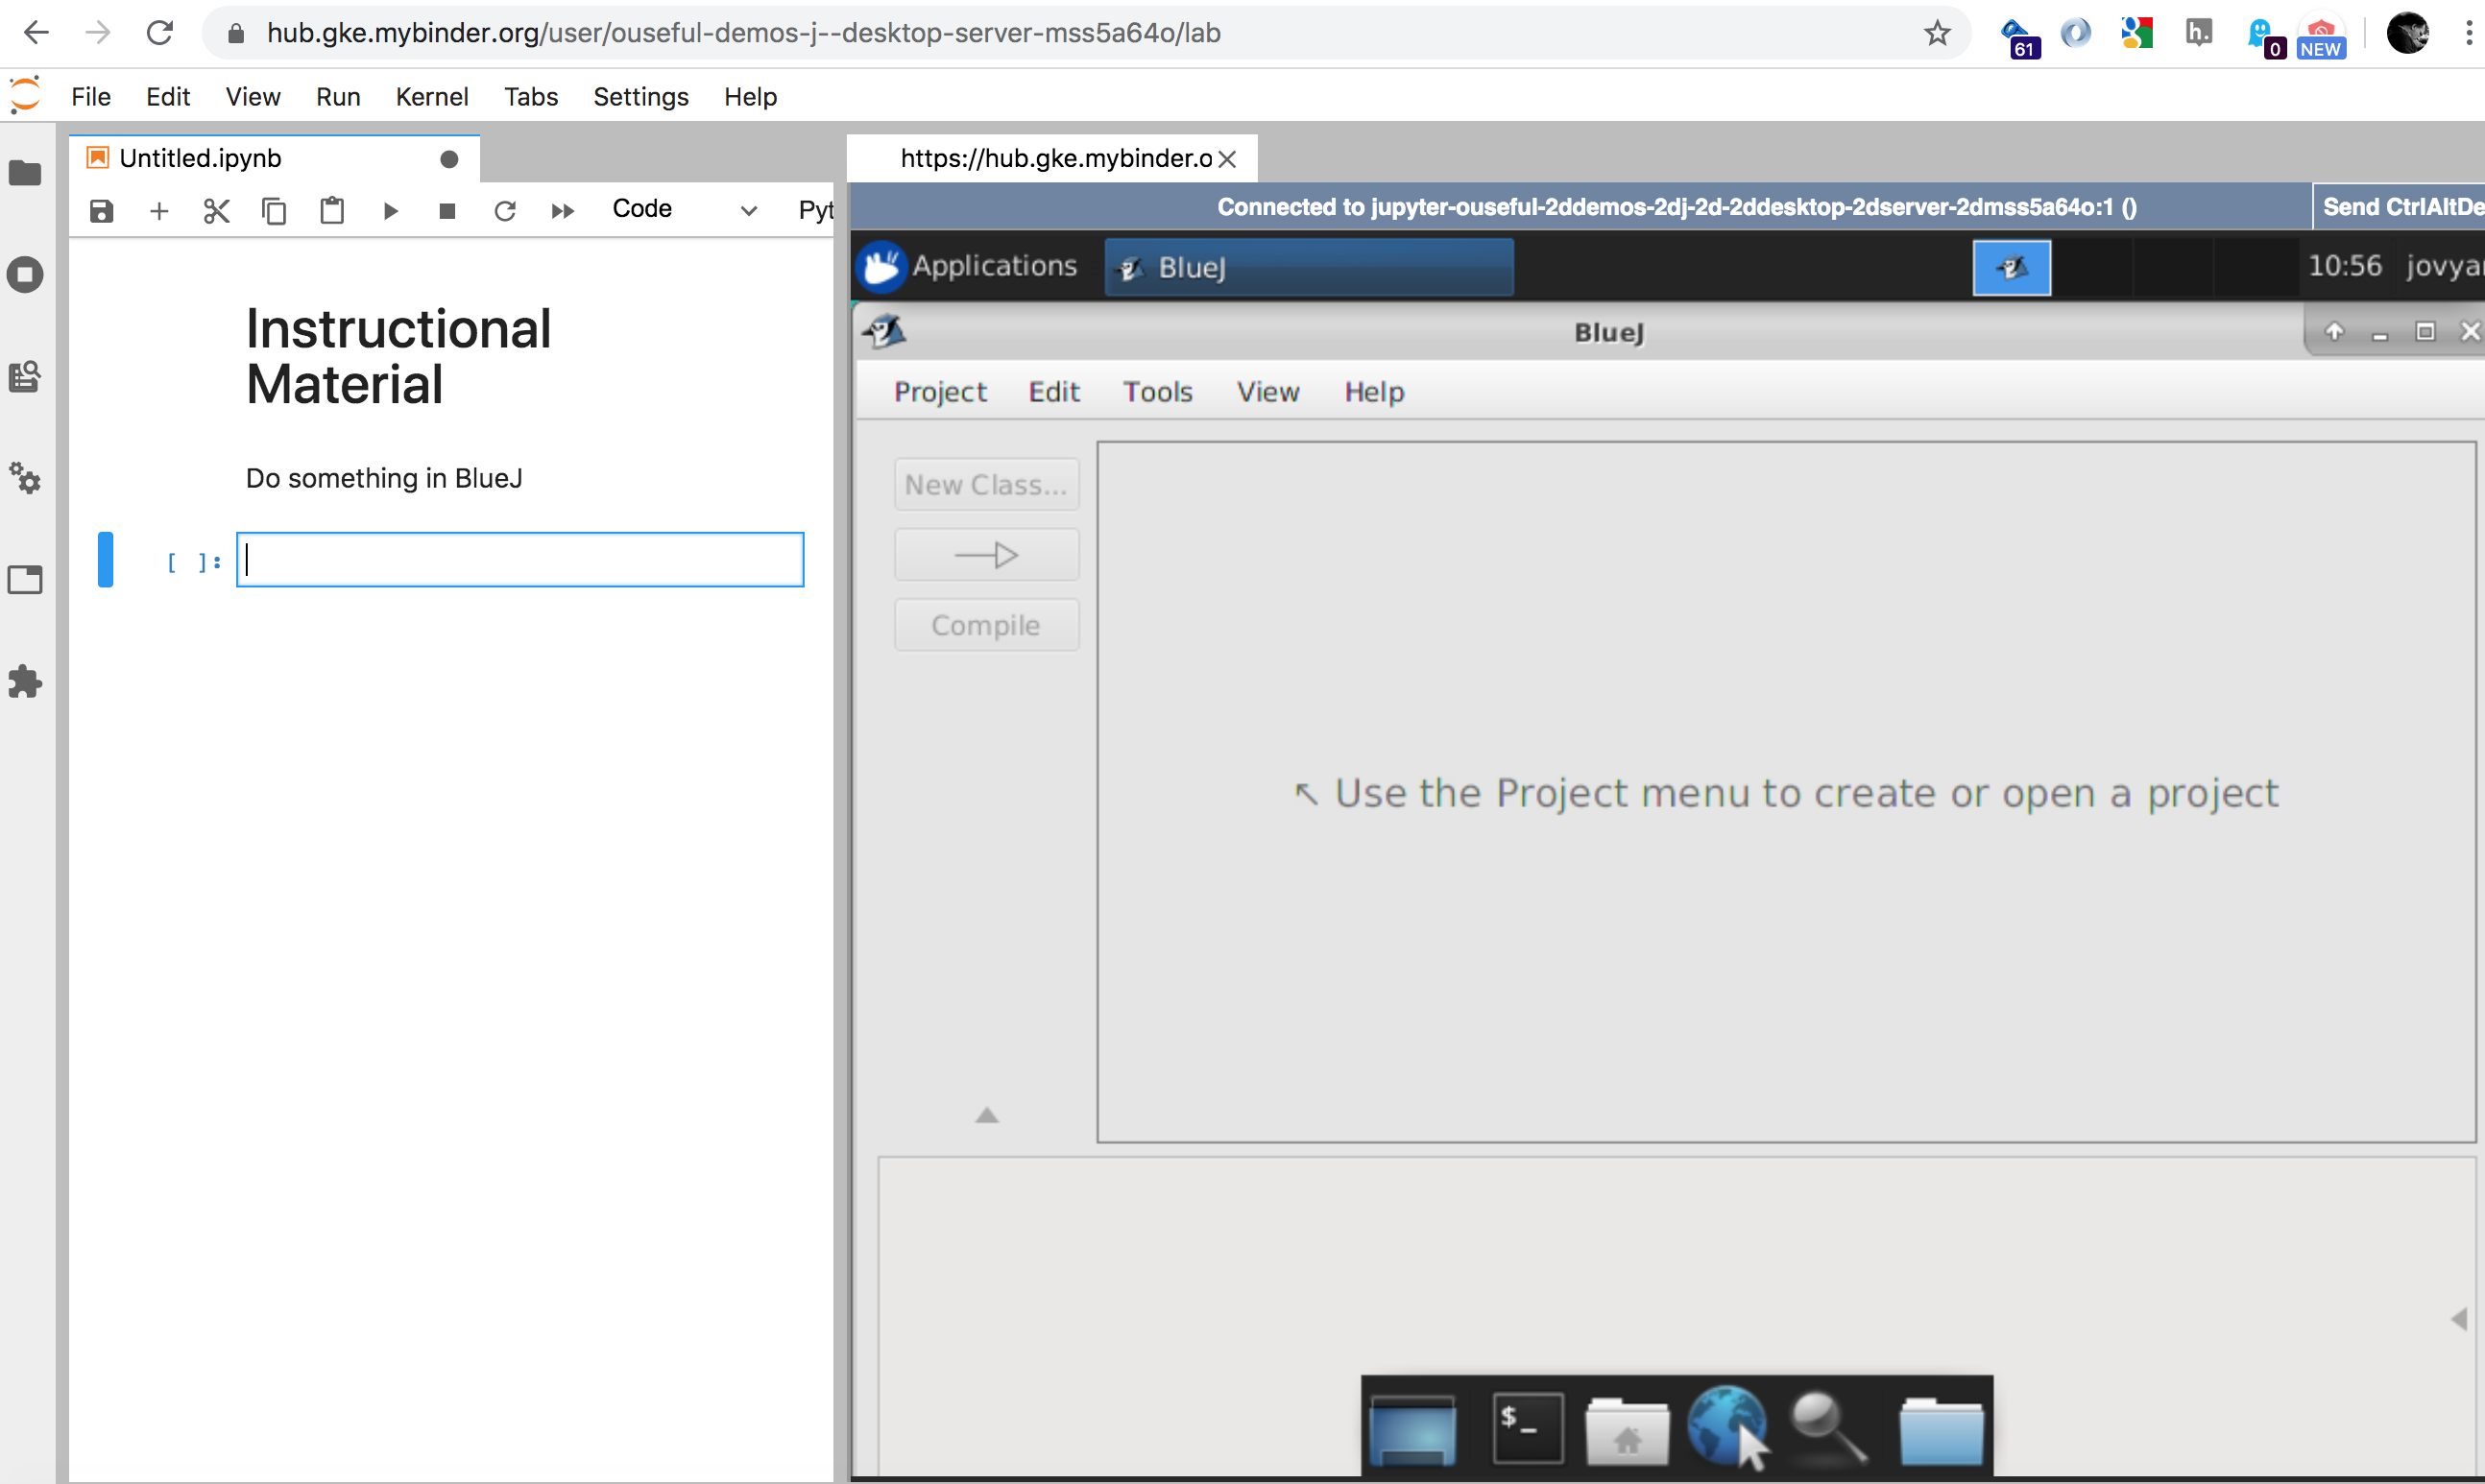 hub.gke.mybinder.org/user/ouseful-demos-j--desktop-server-mss5a64o/lab
61
h.
0
NEW
File Edit View Run Kernel Tabs Settings Help
Untitled.ipynb
https://hub.gke.mybinder.o
Code
Pyt
Connected to jupyter-ouseful-2ddemos-2dj-2d-2ddesktop-2dserver-2dmss5a64o:1 ()
Send CtrlAltDe
Applications
BlueJ
10:56
jovya
BlueJ
Project Edit Tools View Help
Instructional
Material
Do something in BlueJ
[ ]:
New Class...
Compile
↖ Use the Project menu to create or open a project
$_